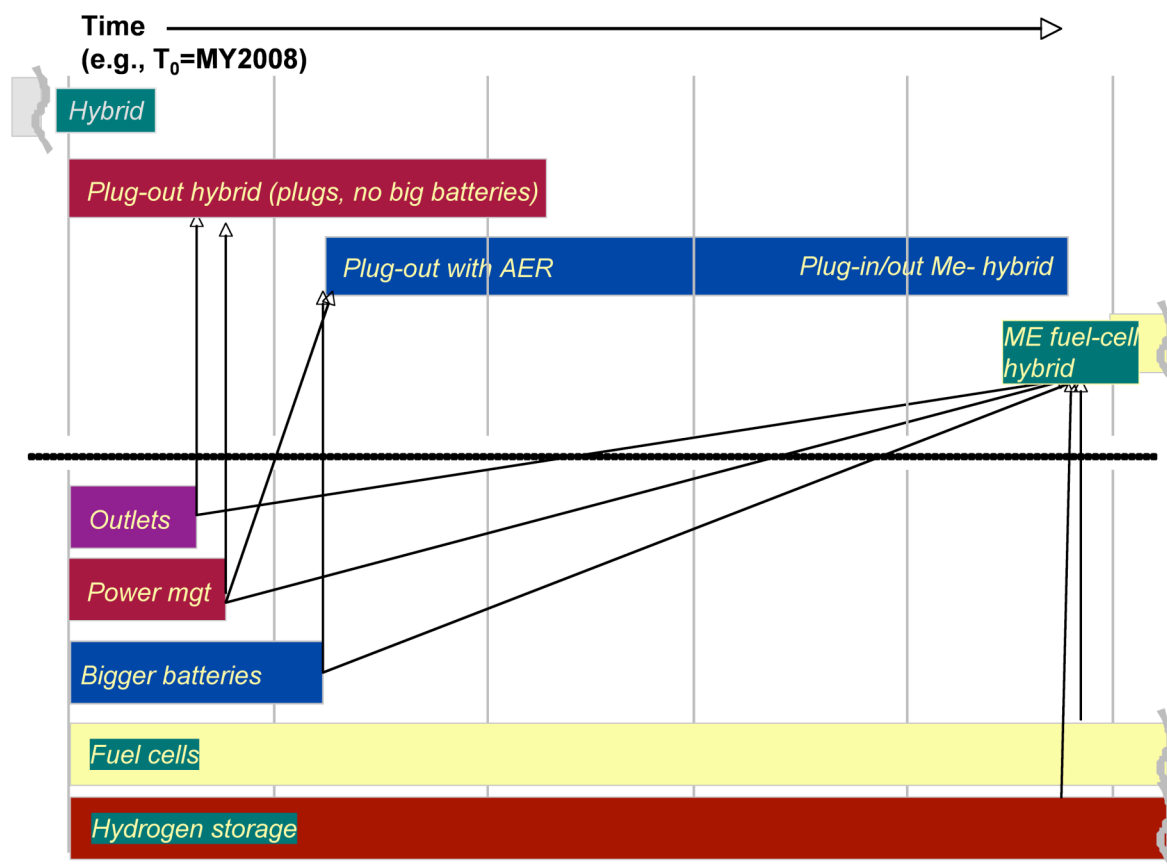 Time
(e.g., T₀=MY2008)
Hybrid
Plug-out hybrid (plugs, no big batteries)
Plug-out with AER
Plug-in/out Me- hybrid
ME fuel-cell
hybrid
Outlets
Power mgt
Bigger batteries
Fuel cells
Hydrogen storage